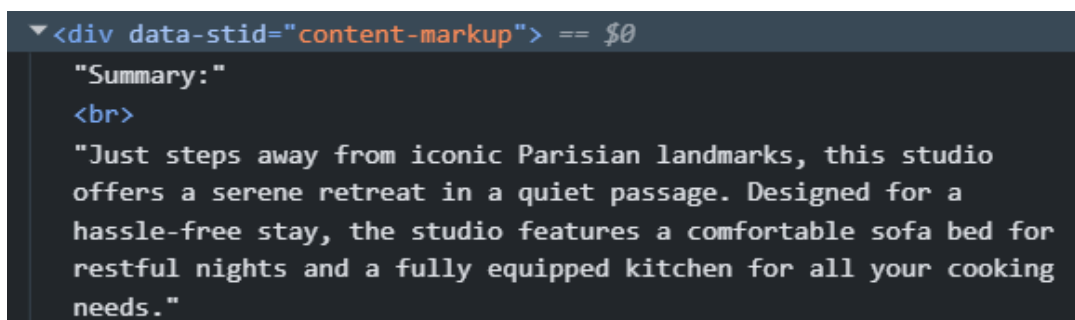 ▼<div data-stid="content-markup"> == $0
"Summary:"
<br>
"Just steps away from iconic Parisian landmarks, this studio
offers a serene retreat in a quiet passage. Designed for a
hassle-free stay, the studio features a comfortable sofa bed for
restful nights and a fully equipped kitchen for all your cooking
needs."